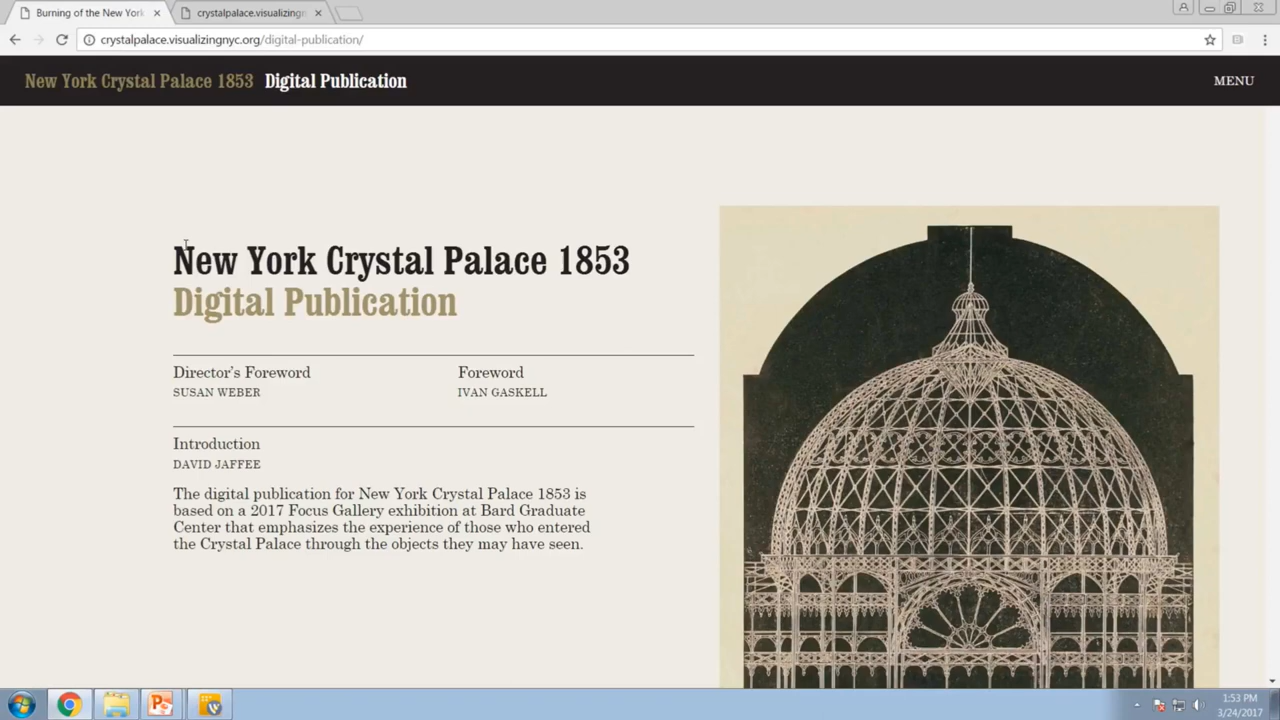 Burning of the New York
crystalpalace.visualizingn
crystalpalace.visualizingnyc.org/digital-publication/
New York Crystal Palace 1853 Digital Publication
MENU
New York Crystal Palace 1853
Digital Publication
Director's Foreword
SUSAN WEBER
Foreword
IVAN GASKELL
Introduction
DAVID JAFFEE
The digital publication for New York Crystal Palace 1853 is
based on a 2017 Focus Gallery exhibition at Bard Graduate
Center that emphasizes the experience of those who entered
the Crystal Palace through the objects they may have seen.
1:53 PM
3/24/2017